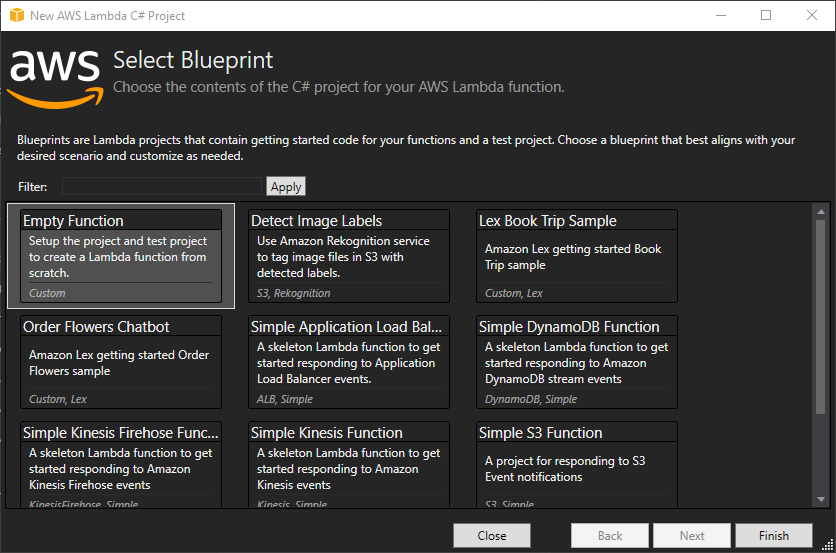 New AWS Lambda C# Project
aws
Select Blueprint
Choose the contents of the C# project for your AWS Lambda function.
Blueprints are Lambda projects that contain getting started code for your functions and a test project. Choose a blueprint that best aligns with your
desired scenario and customize as needed.
Filter:
Apply
Empty Function
Setup the project and test project
to create a Lambda function from
scratch.
Custom
Detect Image Labels
Use Amazon Rekognition service
to tag image files in S3 with
detected labels.
S3, Rekognition
Lex Book Trip Sample
Amazon Lex getting started Book
Trip sample
Custom, Lex
Order Flowers Chatbot
Amazon Lex getting started Order
Flowers sample
Custom, Lex
Simple Application Load Bal...
A skeleton Lambda function to get
started responding to Application
Load Balancer events.
ALB, Simple
Simple DynamoDB Function
A skeleton Lambda function to get
started responding to Amazon
DynamoDB stream events
DynamoDB, Simple
Simple Kinesis Firehose Func...
A skeleton Lambda function to get
started responding to Amazon
Kinesis Firehose events
KinesisFirehose, Simple
Simple Kinesis Function
A skeleton Lambda function to get
started responding to Amazon
Kinesis events
Kinesis, Simple
Simple S3 Function
A project for responding to S3
Event notifications
S3, Simple
Close
Back
Next
Finish